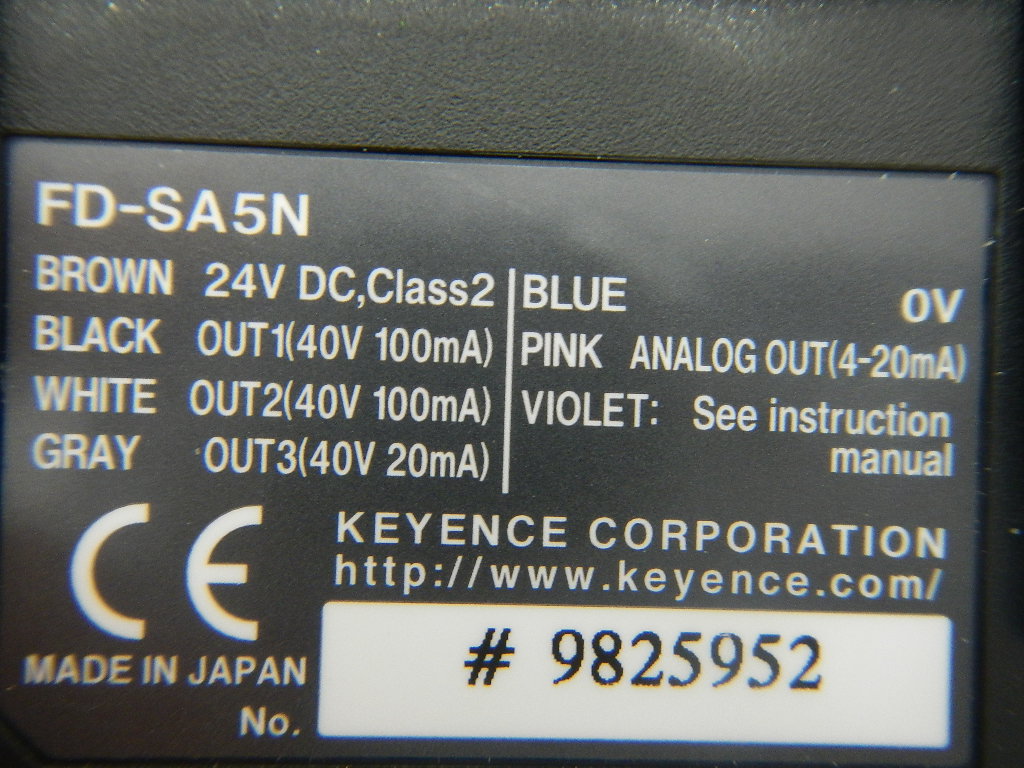 FD-SA5N
BROWN 24V DC,Class2
BLACK OUT1(40V 100mA)
WHITE OUT2(40V 100mA)
GRAY OUT3(40V 20mA)
BLUE 0V
PINK ANALOG OUT(4-20mA)
VIOLET: See instruction
manual
CE
MADE IN JAPAN
KEYENCE CORPORATION
http://www.keyence.com/
No. # 9825952